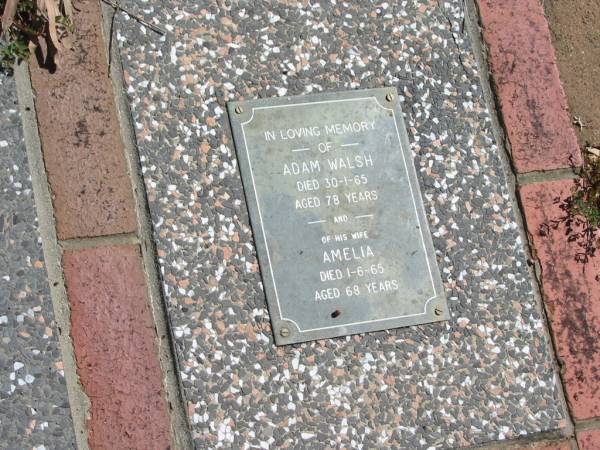 IN LOVING MEMORY
— OF —
ADAM WALSH
DIED 30-1-65
AGED 78 YEARS
— AND —
OF HIS WIFE
AMELIA
DIED 1-6-65
AGED 68 YEARS